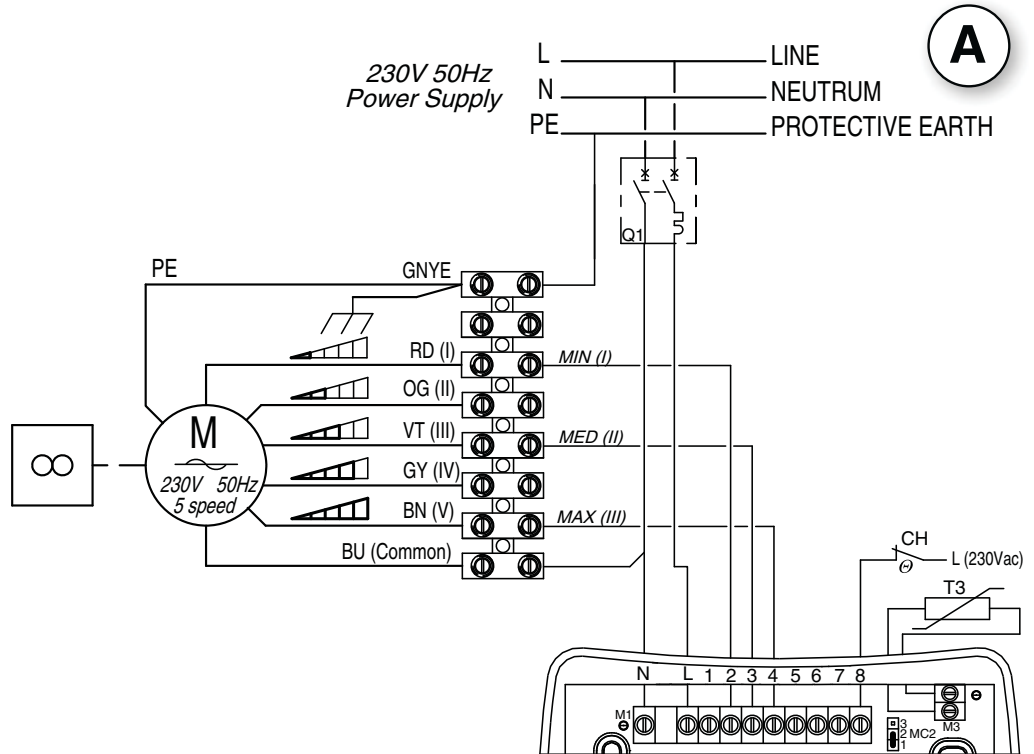 A
230V 50Hz
Power Supply
L LINE
N NEUTRUM
PE PROTECTIVE EARTH
Q1
PE GNYE
RD (I) MIN (I)
OG (II)
VT (III) MED (II)
GY (IV)
BN (V) MAX (III)
BU (Common)
M
230V 50Hz
5 speed
CH
L (230Vac)
T3
N L 1 2 3 4 5 6 7 8
M1
3
2 MC2
1
M3